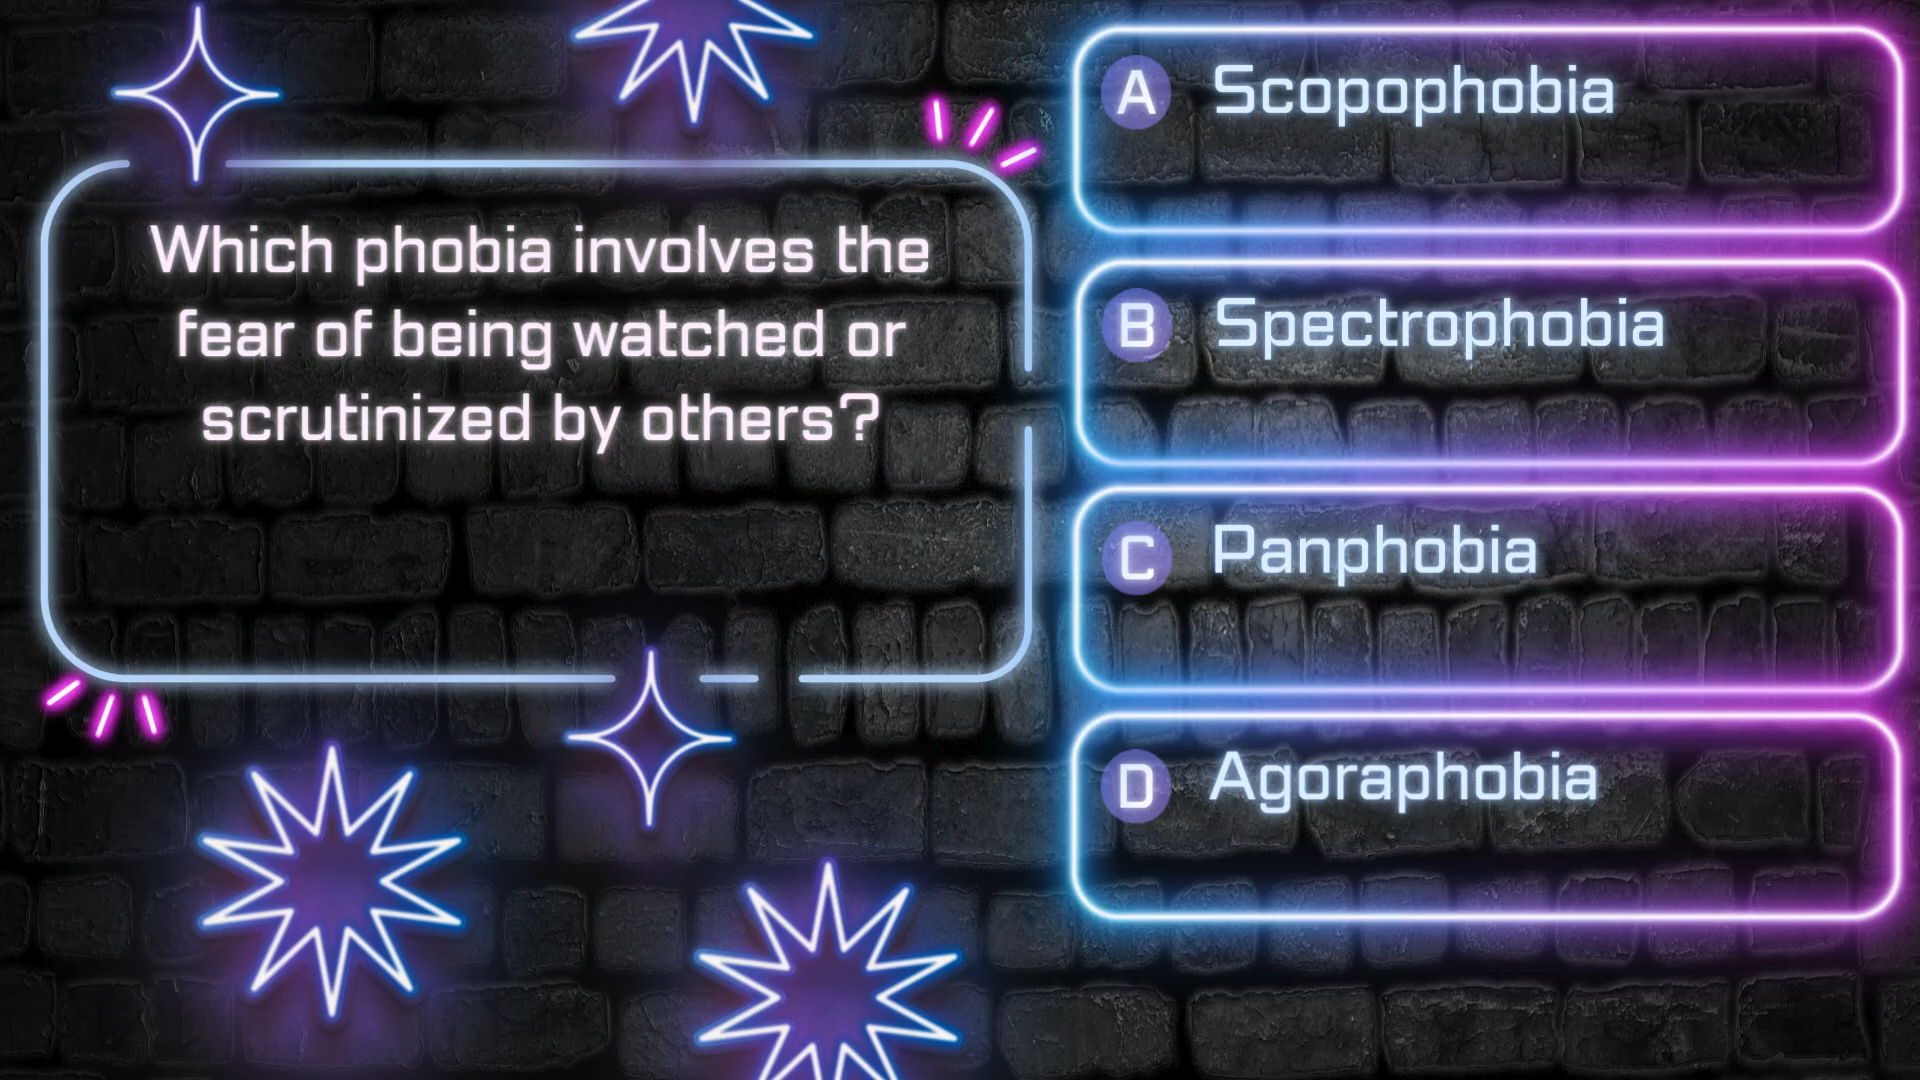 Which phobia involves the
fear of being watched or
scrutinized by others?
A Scopophobia
B Spectrophobia
C Panphobia
D Agoraphobia